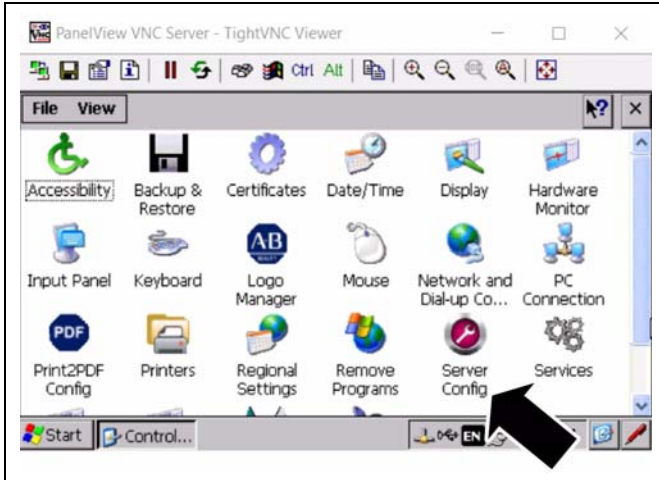 PanelView VNC Server - TightVNC Viewer
Ctrl Alt
File View
Accessibility Backup & Restore Certificates Date/Time Display Hardware Monitor
Input Panel Keyboard Logo Manager Mouse Network and Dial-up Co... PC Connection
Print2PDF Config Printers Regional Settings Remove Programs Server Config Services
Start Control... EN